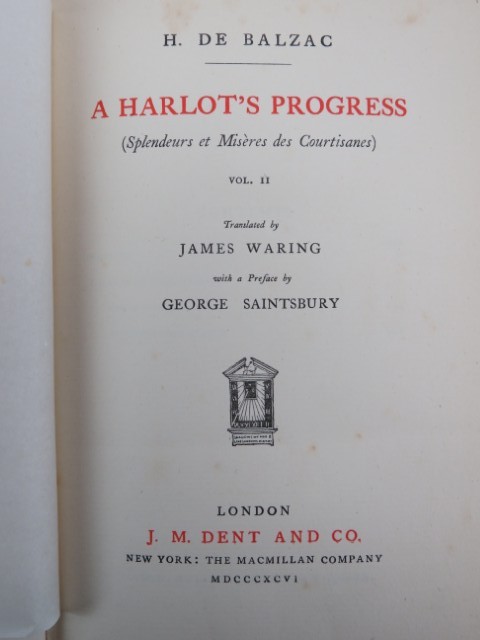 H. DE BALZAC
A HARLOT'S PROGRESS
(Splendeurs et Misères des Courtisanes)
VOL. II
Translated by
JAMES WARING
with a Preface by
GEORGE SAINTSBURY
LONDON
J. M. DENT AND CO.
NEW YORK: THE MACMILLAN COMPANY
MDCCCXCVI